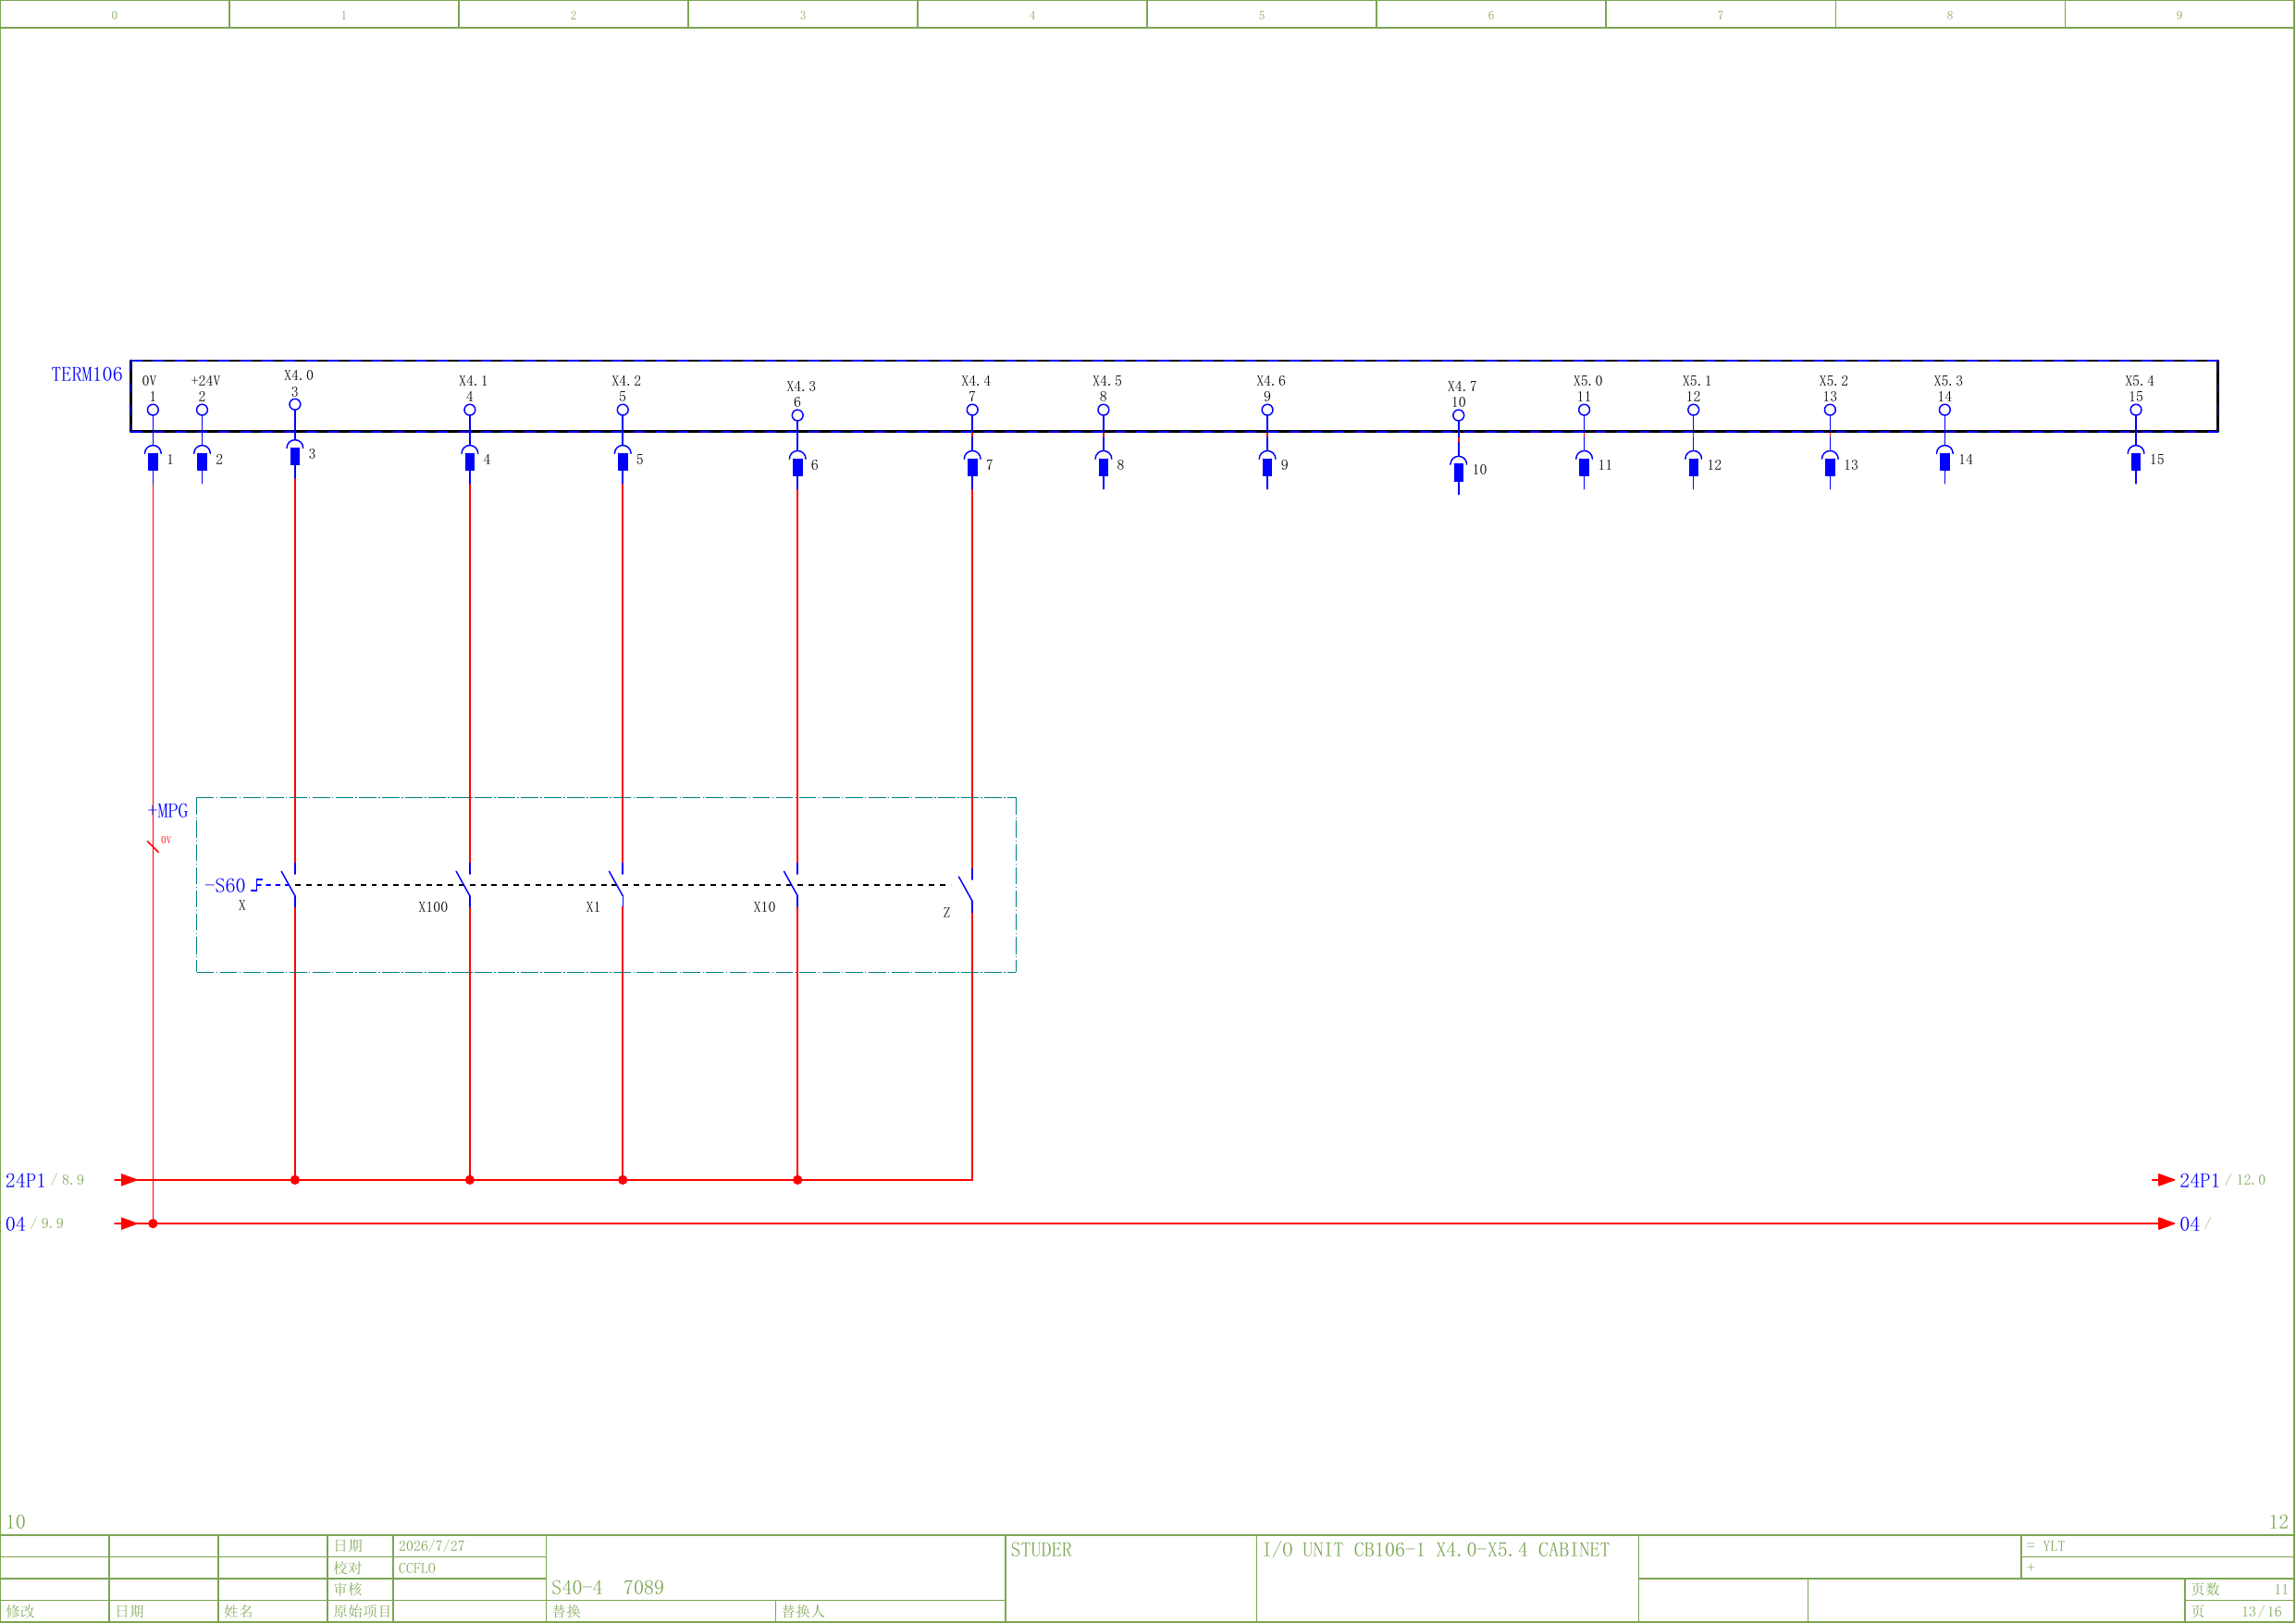 0 1 2 3 4 5 6 7 8 9
TERM106
0V +24V X4.0 X4.1 X4.2 X4.3 X4.4 X4.5 X4.6 X4.7 X5.0 X5.1 X5.2 X5.3 X5.4
1 2 3 4 5 6 7 8 9 10 11 12 13 14 15
1 2 3 4 5 6 7 8 9 10 11 12 13 14 15
+MPG
0V
-S60
X X100 X1 X10 Z
24P1 / 8.9 24P1 / 12.0
04 / 9.9 04 /
10 12
日期 2026/7/27 STUDER I/O UNIT CB106-1 X4.0-X5.4 CABINET = YLT
校对 CCFLO +
审核 S40-4 7089 页数 11
修改 日期 姓名 原始项目 替换 替换人 页 13/16